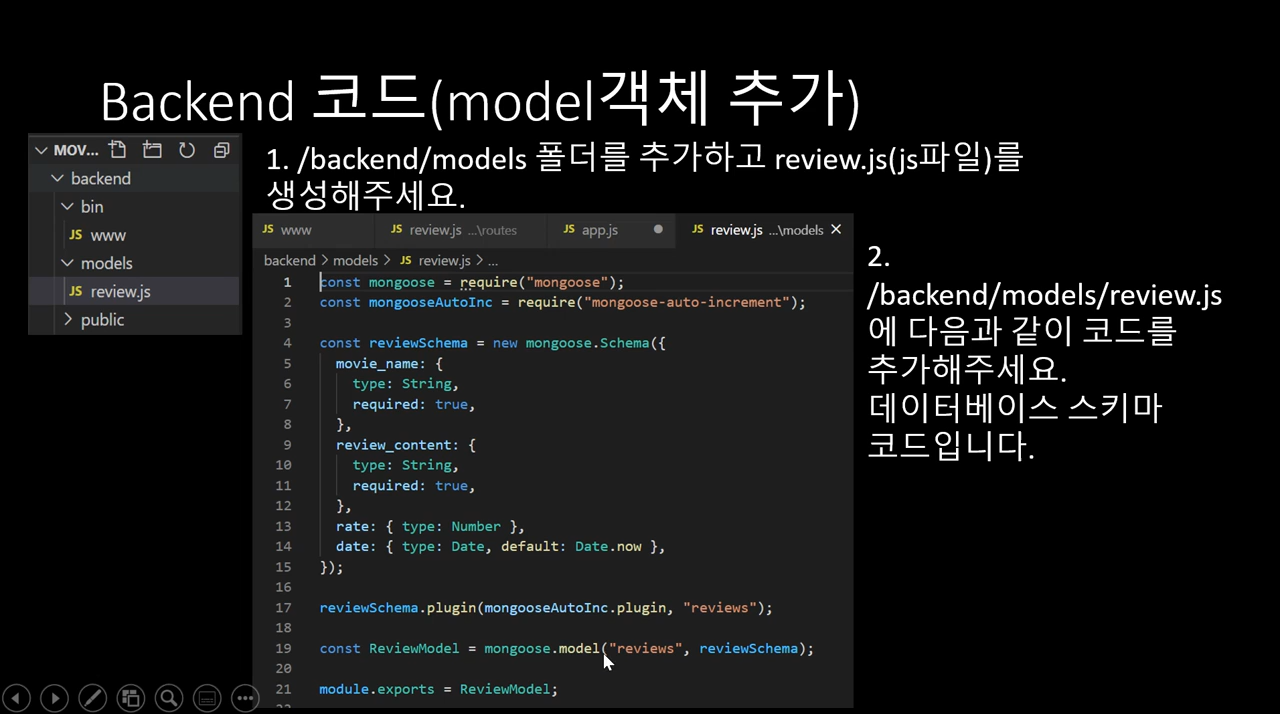 Backend 코드(model객체 추가)
1. /backend/models 폴더를 추가하고 review.js(js파일)를
생성해주세요.
MOV...
backend
bin
JS www
models
JS review.js
public
JS www
JS review.js ...\routes
JS app.js
JS review.js ...\models
backend > models > JS review.js > ...
1 const mongoose = require("mongoose");
2 const mongooseAutoInc = require("mongoose-auto-increment");
3
4 const reviewSchema = new mongoose.Schema({
5 movie_name: {
6 type: String,
7 required: true,
8 },
9 review_content: {
10 type: String,
11 required: true,
12 },
13 rate: { type: Number },
14 date: { type: Date, default: Date.now },
15 });
16
17 reviewSchema.plugin(mongooseAutoInc.plugin, "reviews");
18
19 const ReviewModel = mongoose.model("reviews", reviewSchema);
20
21 module.exports = ReviewModel;
2.
/backend/models/review.js
에 다음과 같이 코드를
추가해주세요.
데이터베이스 스키마
코드입니다.